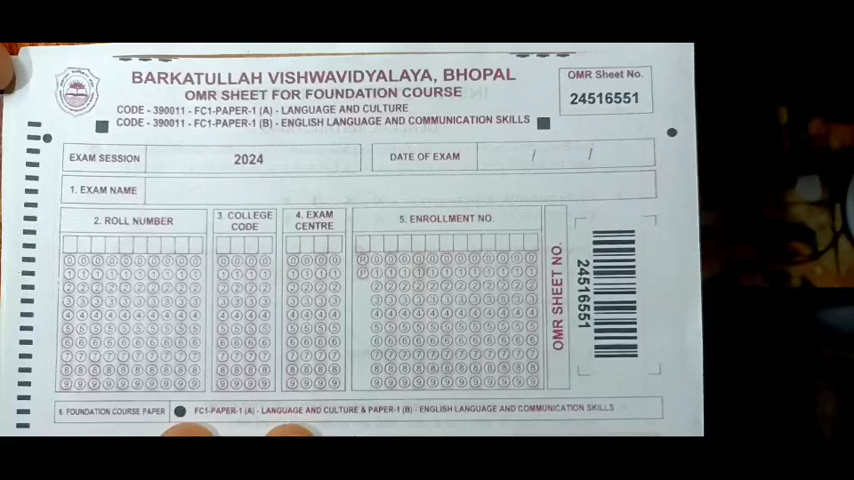 BARKATULLAH VISHWAVIDYALAYA, BHOPAL
OMR SHEET FOR FOUNDATION COURSE
CODE - 390011 - FC1-PAPER-1 (A) - LANGUAGE AND CULTURE
CODE - 390011 - FC1-PAPER-1 (B) - ENGLISH LANGUAGE AND COMMUNICATION SKILLS
OMR Sheet No.
24516551
EXAM SESSION 2024 DATE OF EXAM / /
1. EXAM NAME
2. ROLL NUMBER
3. COLLEGE CODE
4. EXAM CENTRE
5. ENROLLMENT NO.
OMR SHEET NO.
24516551
6. FOUNDATION COURSE PAPER FC1-PAPER-1 (A) - LANGUAGE AND CULTURE & PAPER-1 (B) - ENGLISH LANGUAGE AND COMMUNICATION SKILLS